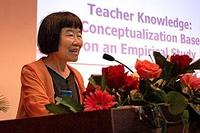 Teacher Knowledge:
Conceptualization Base
on an Empirical Study